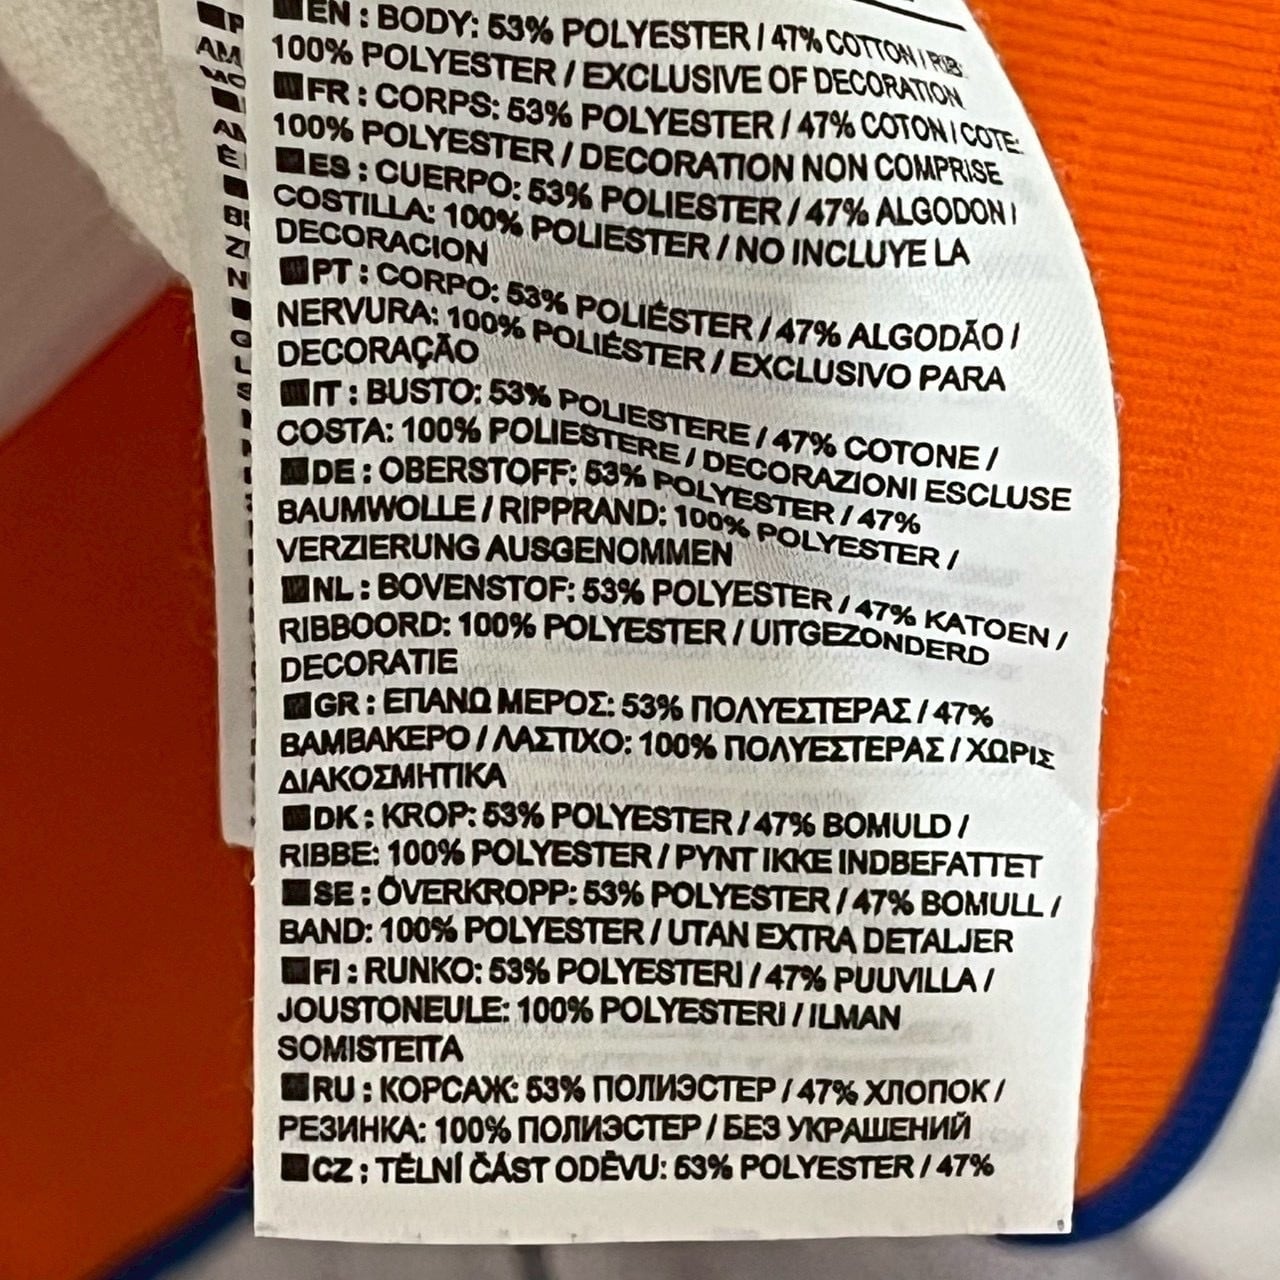 EN : BODY: 53% POLYESTER / 47% COTTON / RIB:
100% POLYESTER / EXCLUSIVE OF DECORATION
FR : CORPS: 53% POLYESTER / 47% COTON / COTE:
100% POLYESTER / DECORATION NON COMPRISE
ES : CUERPO: 53% POLIESTER / 47% ALGODON /
COSTILLA: 100% POLIESTER / NO INCLUYE LA
DECORACION
PT : CORPO: 53% POLIÉSTER / 47% ALGODÃO /
NERVURA: 100% POLIÉSTER / EXCLUSIVO PARA
DECORAÇÃO
IT : BUSTO: 53% POLIESTERE / 47% COTONE /
COSTA: 100% POLIESTERE / DECORAZIONI ESCLUSE
DE : OBERSTOFF: 53% POLYESTER / 47%
BAUMWOLLE / RIPPRAND: 100% POLYESTER /
VERZIERUNG AUSGENOMMEN
NL : BOVENSTOF: 53% POLYESTER / 47% KATOEN /
RIBBOORD: 100% POLYESTER / UITGEZONDERD
DECORATIE
GR : ΕΠΑΝΩ ΜΕΡΟΣ: 53% ΠΟΛΥΕΣΤΕΡΑΣ / 47%
ΒΑΜΒΑΚΕΡΟ / ΛΑΣΤΙΧΟ: 100% ΠΟΛΥΕΣΤΕΡΑΣ / ΧΩΡΙΣ
ΔΙΑΚΟΣΜΗΤΙΚΑ
DK : KROP: 53% POLYESTER / 47% BOMULD /
RIBBE: 100% POLYESTER / PYNT IKKE INDBEFATTET
SE : ÖVERKROPP: 53% POLYESTER / 47% BOMULL /
BAND: 100% POLYESTER / UTAN EXTRA DETALJER
FI : RUNKO: 53% POLYESTERI / 47% PUUVILLA /
JOUSTONEULE: 100% POLYESTERI / ILMAN
SOMISTEITA
RU : КОРСАЖ: 53% ПОЛИЭСТЕР / 47% ХЛОПОК /
РЕЗИНКА: 100% ПОЛИЭСТЕР / БЕЗ УКРАШЕНИЙ
CZ : TĚLNÍ ČÁST ODĚVU: 53% POLYESTER / 47%